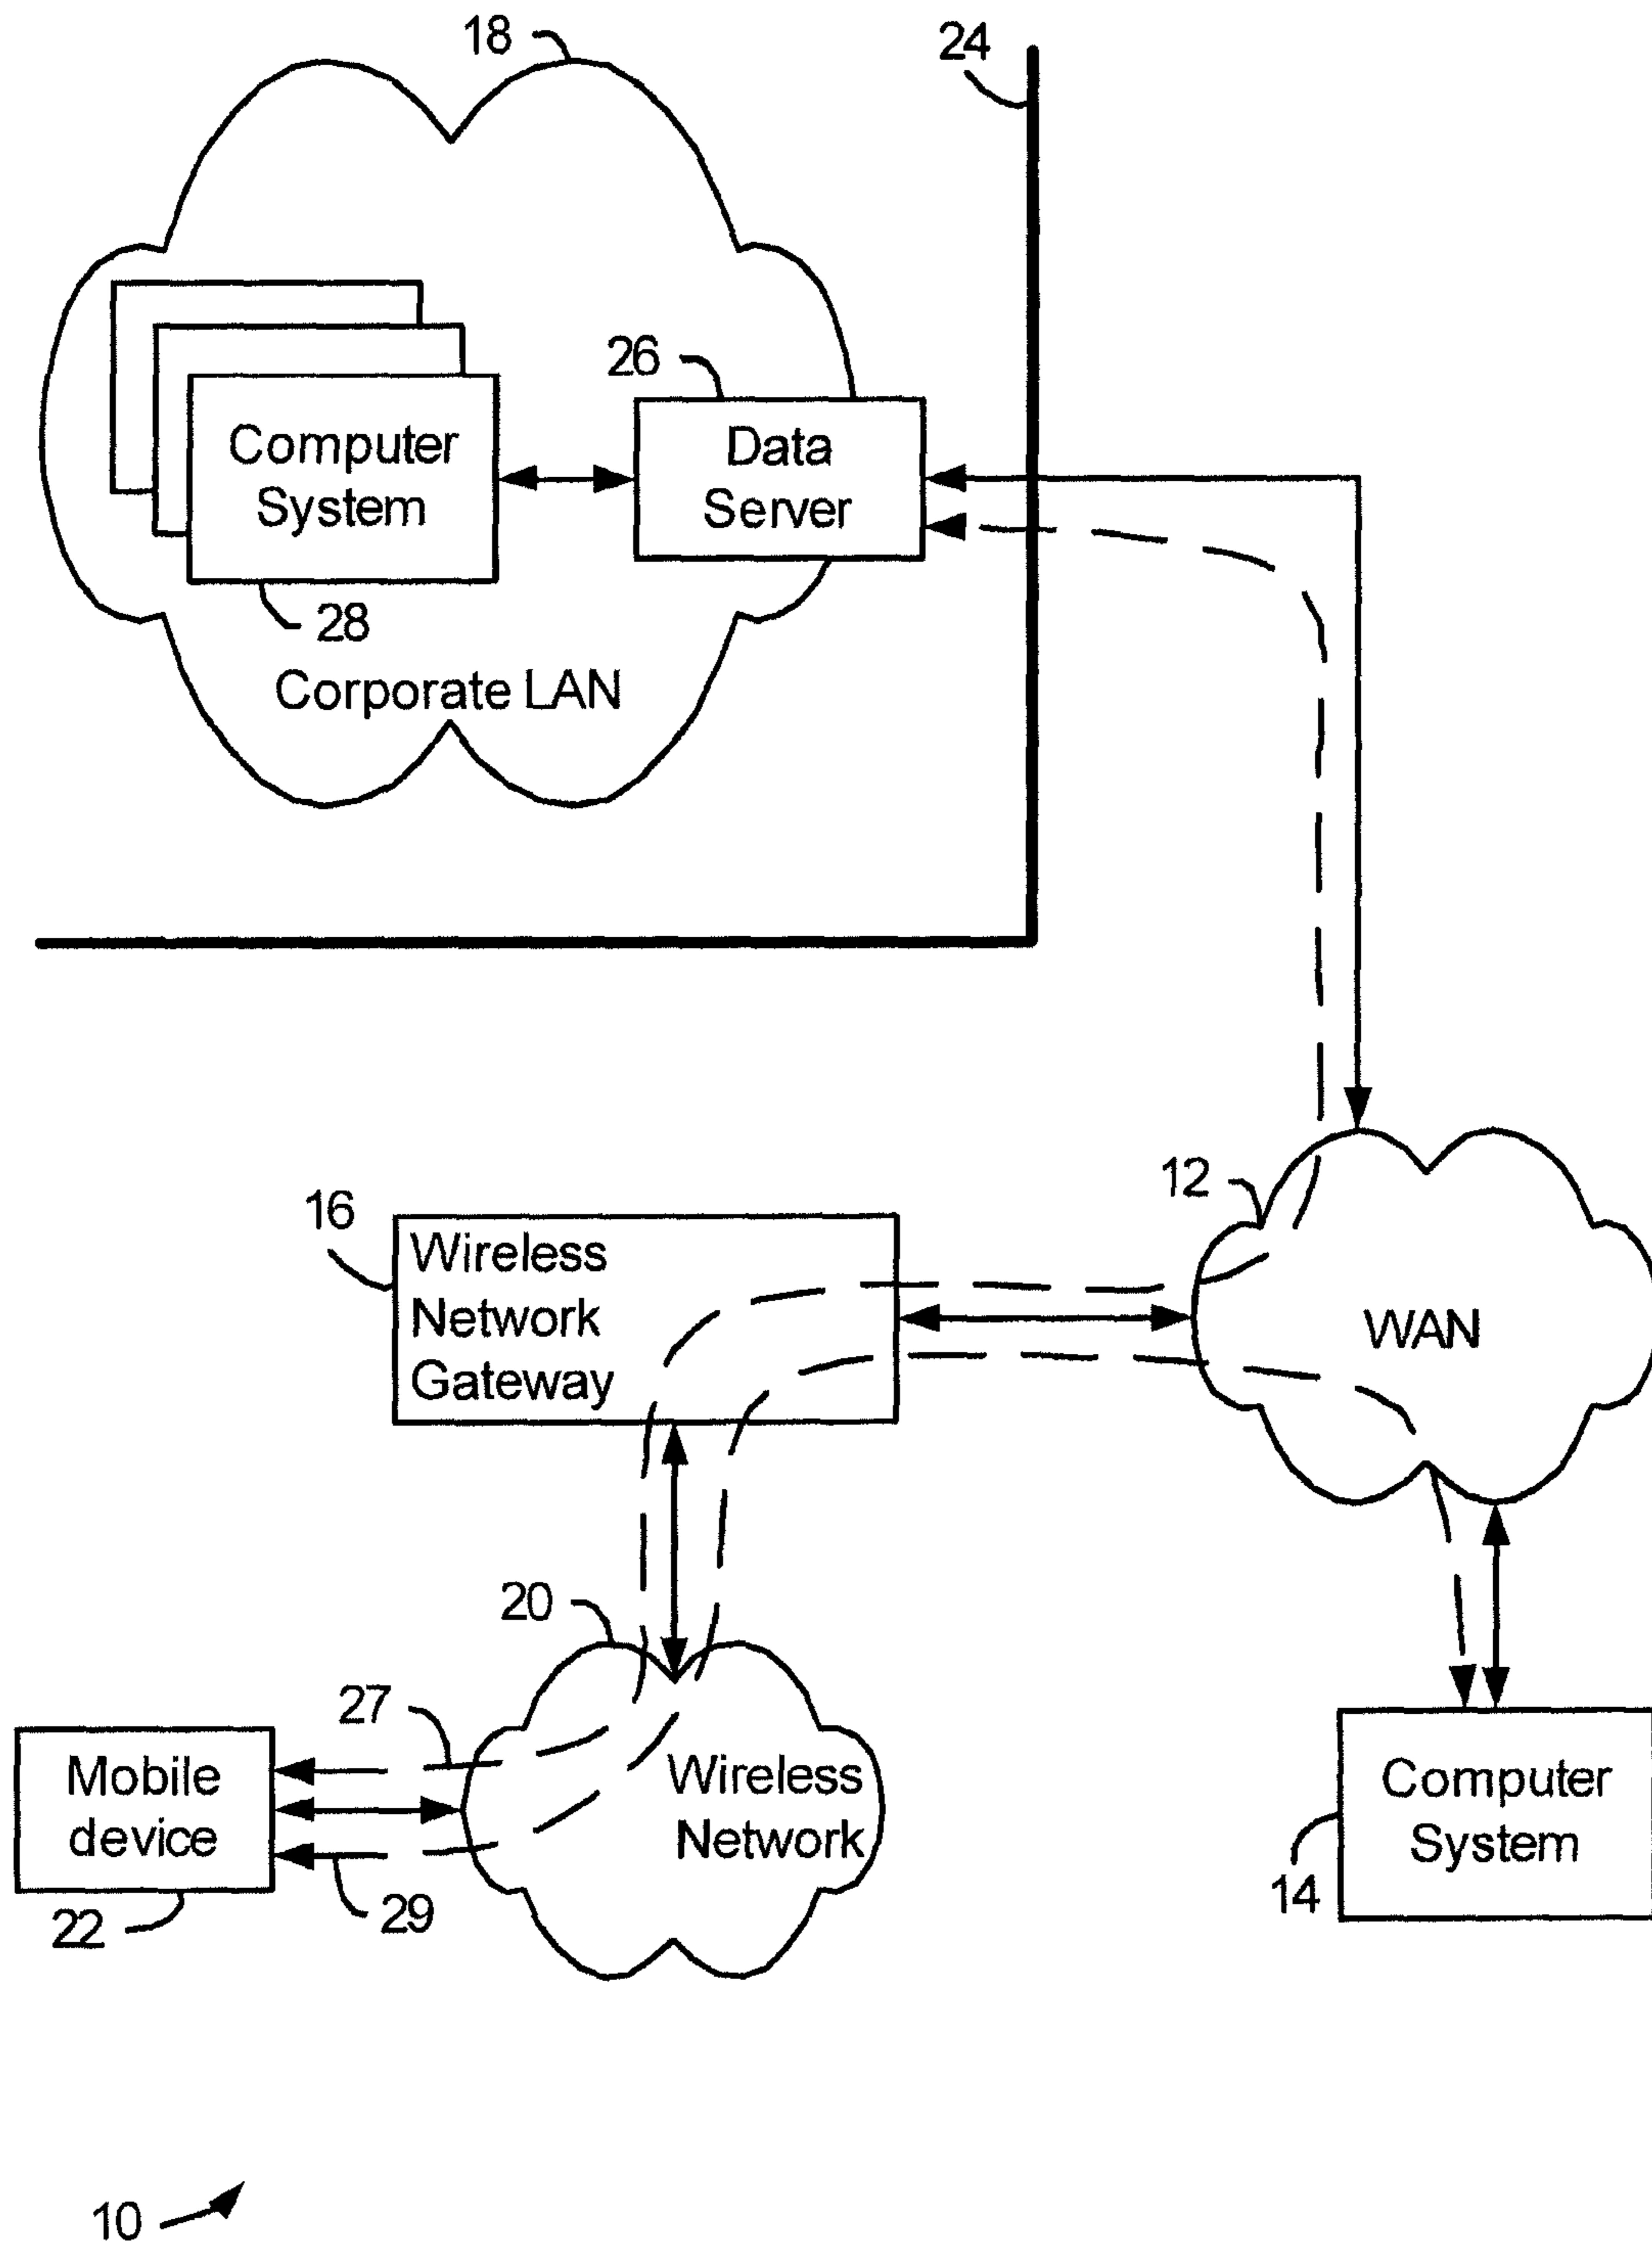 18
24
26
Computer
System
Data
Server
28
Corporate LAN
12
16
Wireless
Network
Gateway
WAN
20
27
Mobile
device
Wireless
Network
Computer
System
22
29
14
10